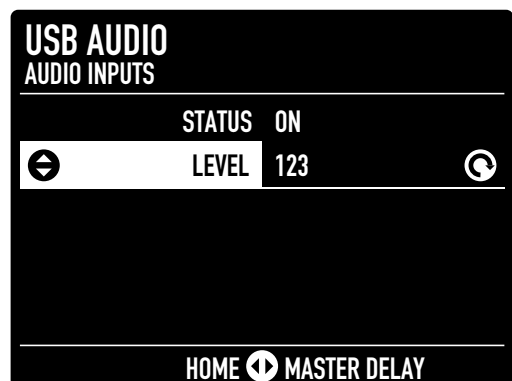 USB AUDIO
AUDIO INPUTS
STATUS ON
LEVEL 123
HOME MASTER DELAY